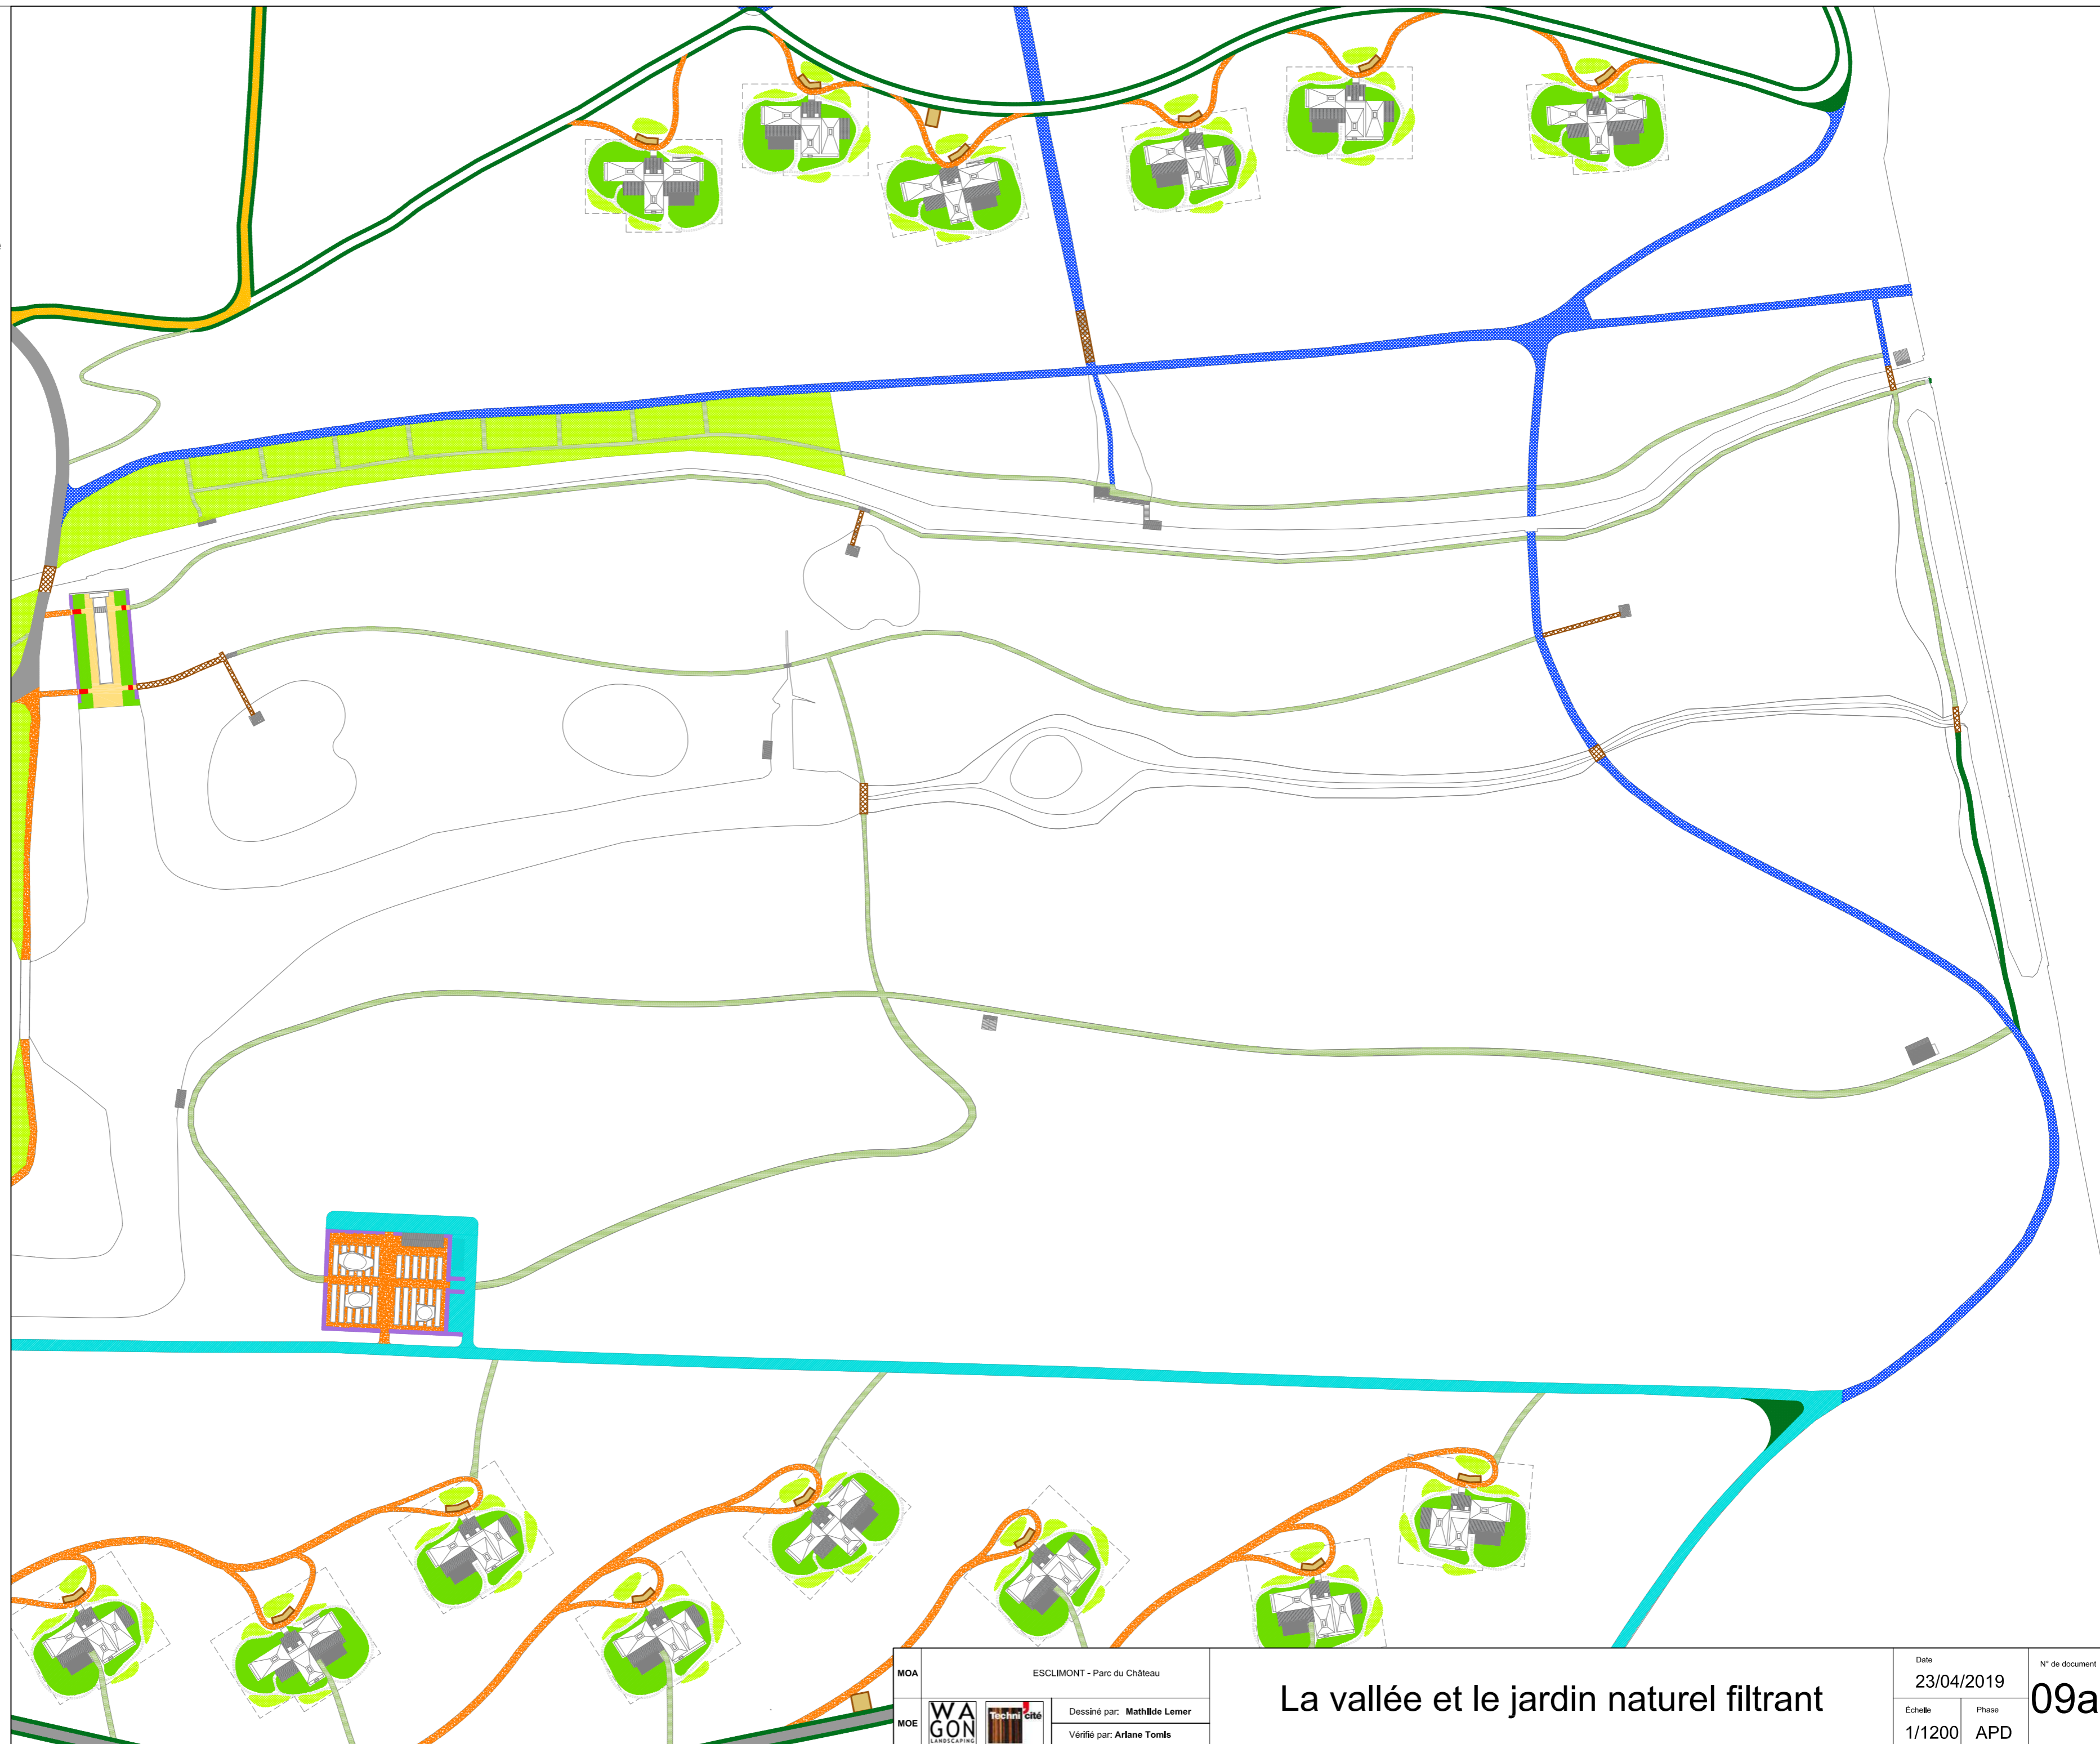 MOA
ESCLIMONT - Parc du Château
MOE
WA
GON
LANDSCAPING
Techni'cité
Dessiné par: Mathilde Lemer
Vérifié par: Ariane Tomis
La vallée et le jardin naturel filtrant
Date
23/04/2019
Échelle
1/1200
Phase
APD
N° de document
09a